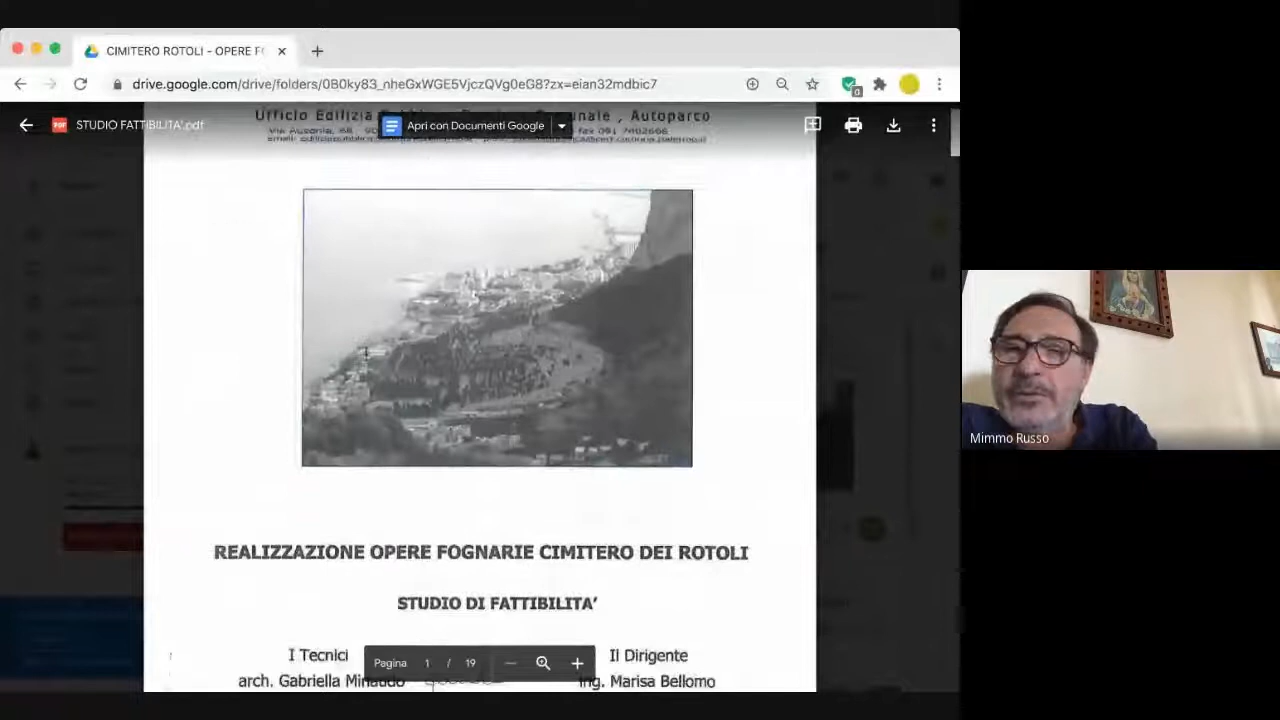 CIMITERO ROTOLI - OPERE FO
drive.google.com/drive/folders/0B0ky83_nheGxWGE5VjczQVg0eG8?zx=eian32mdbic7
STUDIO FATTIBILITA'.pdf
Apri con Documenti Google
Ufficio Edilizia , Autoparco
REALIZZAZIONE OPERE FOGNARIE CIMITERO DEI ROTOLI
STUDIO DI FATTIBILITA'
I Tecnici Il Dirigente
arch. Gabriella Minaudo ing. Marisa Bellomo
Pagina 1 / 19
Mimmo Russo